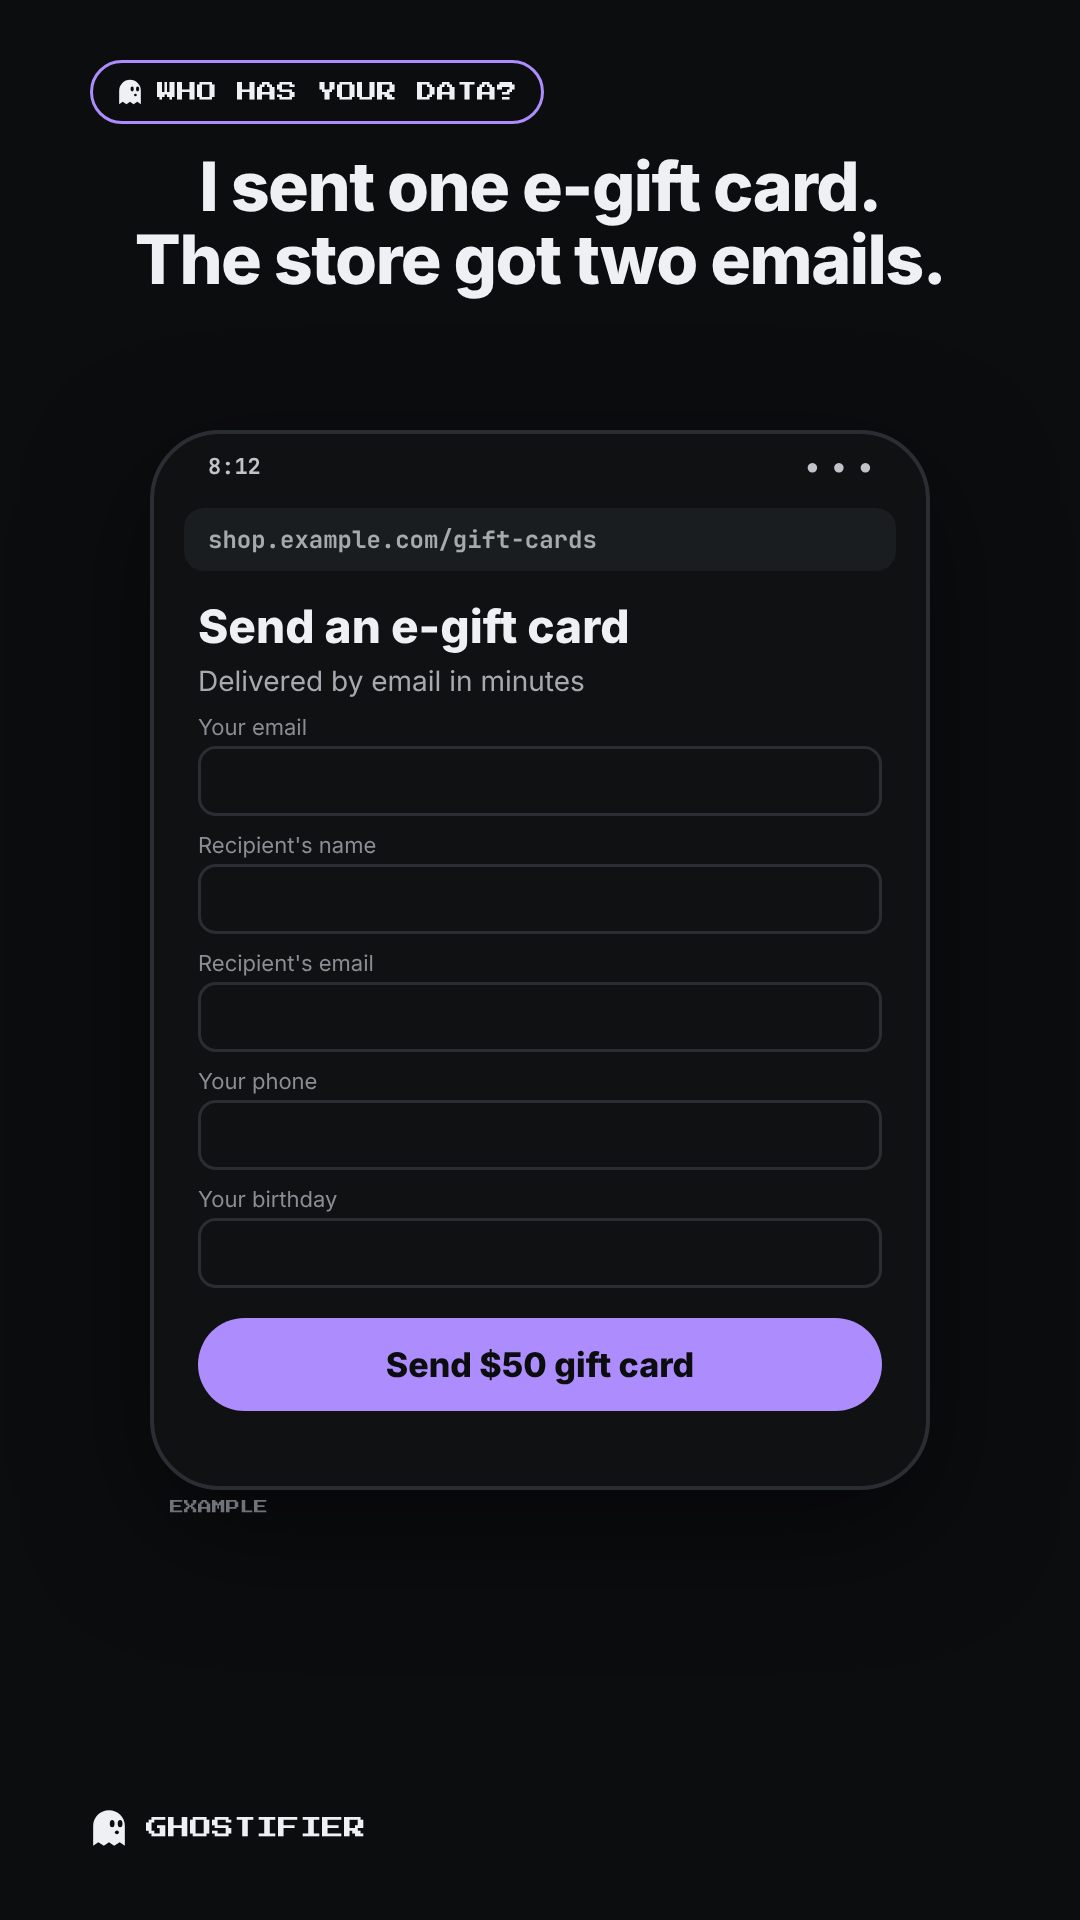 WHO HAS YOUR DATA?
I sent one e-gift card.
The store got two emails.
8:12
shop.example.com/gift-cards
Send an e-gift card
Delivered by email in minutes
Your email
Recipient's name
Recipient's email
Your phone
Your birthday
Send $50 gift card
EXAMPLE
GHOSTIFIER